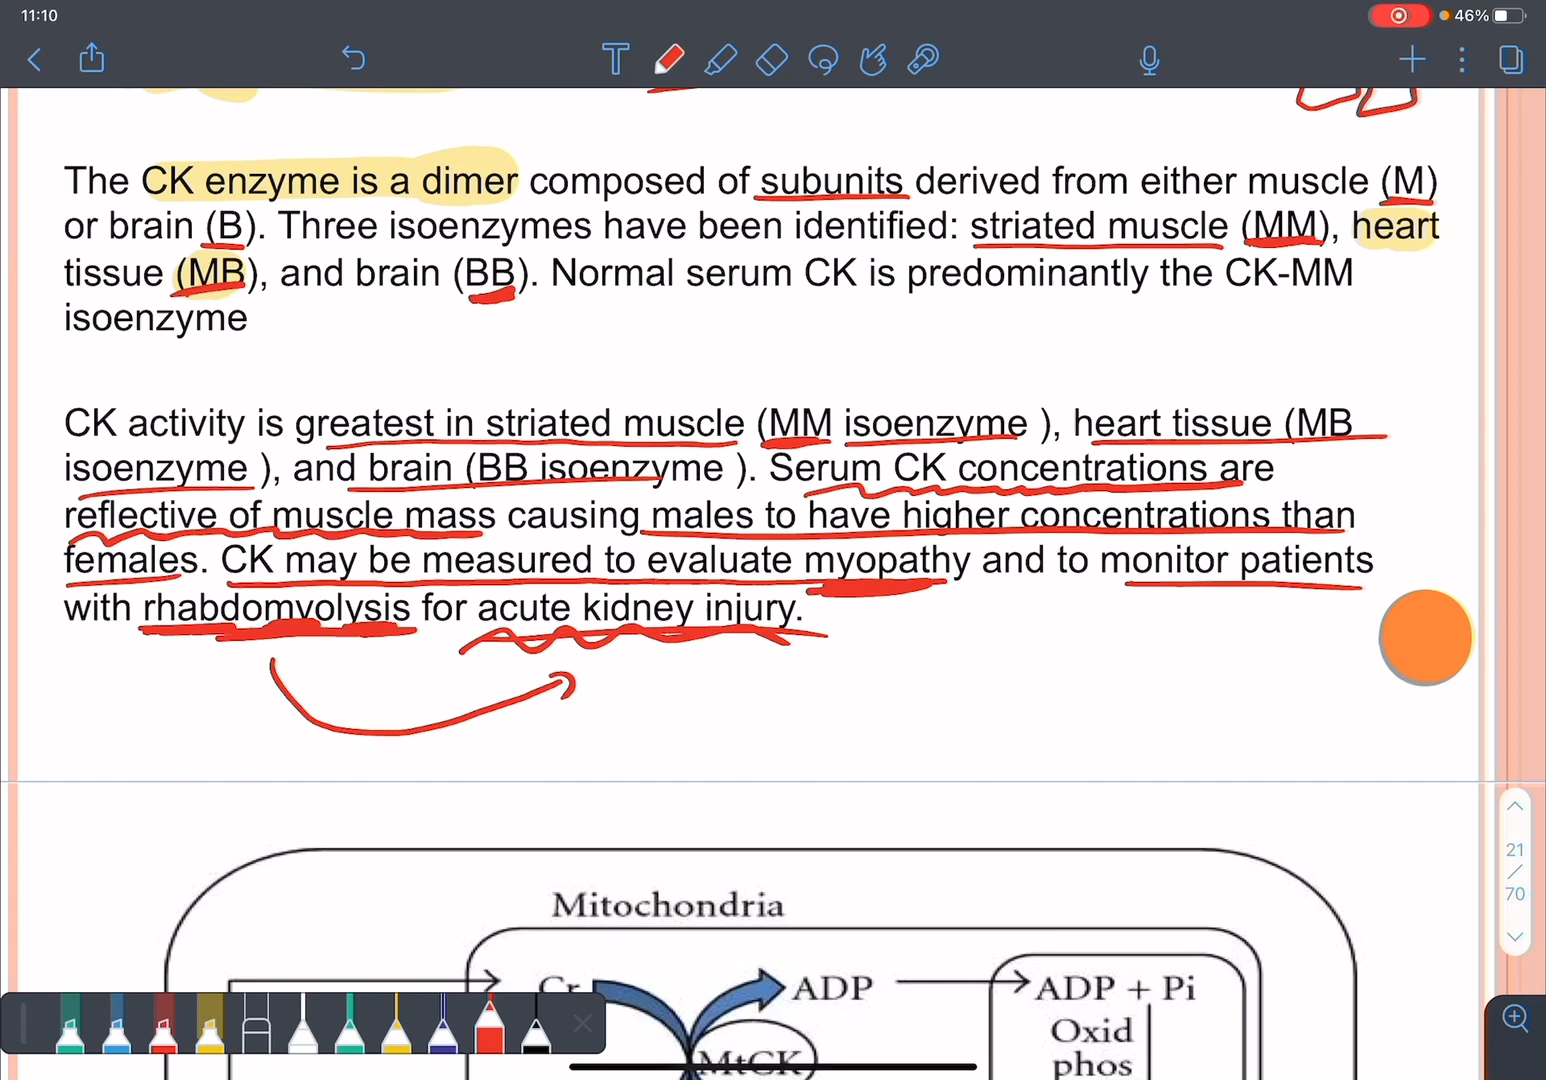 11:10
46%
T
The CK enzyme is a dimer composed of subunits derived from either muscle (M)
or brain (B). Three isoenzymes have been identified: striated muscle (MM), heart
tissue (MB), and brain (BB). Normal serum CK is predominantly the CK-MM
isoenzyme
CK activity is greatest in striated muscle (MM isoenzyme ), heart tissue (MB
isoenzyme ), and brain (BB isoenzyme ). Serum CK concentrations are
reflective of muscle mass causing males to have higher concentrations than
females. CK may be measured to evaluate myopathy and to monitor patients
with rhabdomyolysis for acute kidney injury.
21
/
70
Mitochondria
Cr ADP ADP + Pi
Oxid
MtCK phos